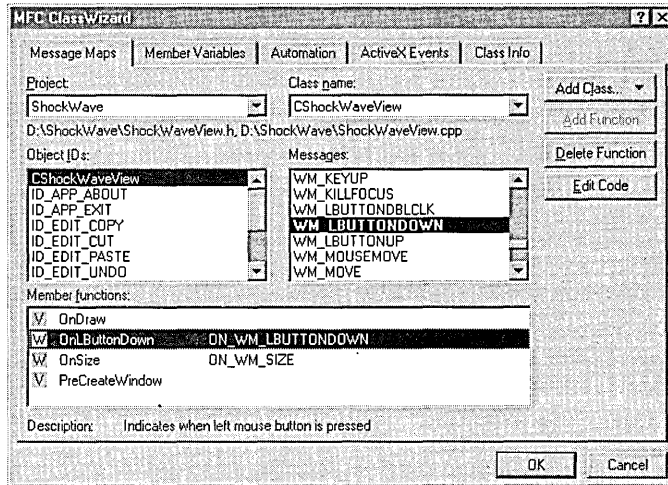 MFC ClassWizard
Message Maps
Member Variables
Automation
ActiveX Events
Class Info
Project:
ShockWave
Class name:
CShockWaveView
Add Class...
Add Function
Delete Function
Edit Code
D:\ShockWave\ShockWaveView.h, D:\ShockWave\ShockWaveView.cpp
Object IDs:
CShockWaveView
ID_APP_ABOUT
ID_APP_EXIT
ID_EDIT_COPY
ID_EDIT_CUT
ID_EDIT_PASTE
ID_EDIT_UNDO
Messages:
WM_KEYUP
WM_KILLFOCUS
WM_LBUTTONDBLCLK
WM_LBUTTONDOWN
WM_LBUTTONUP
WM_MOUSEMOVE
WM_MOVE
Member functions:
V OnDraw
W OnLButtonDown ON_WM_LBUTTONDOWN
W OnSize ON_WM_SIZE
V PreCreateWindow
Description: Indicates when left mouse button is pressed
OK
Cancel